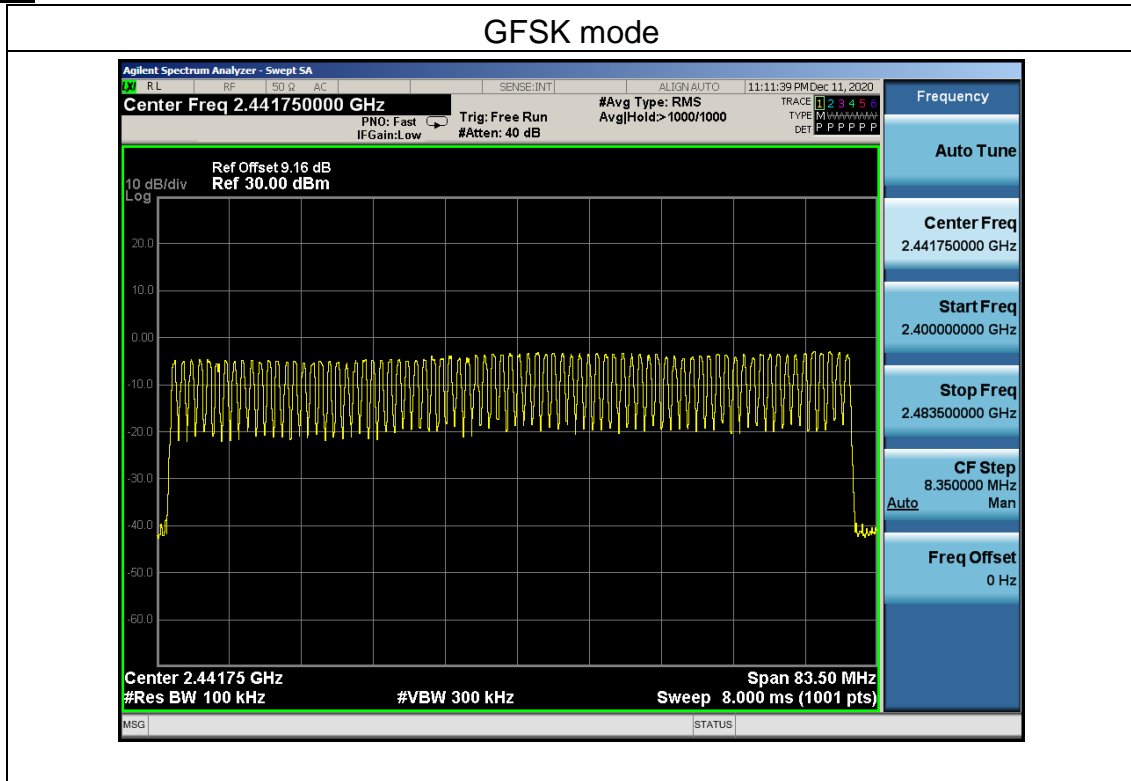 GFSK mode
Agilent Spectrum Analyzer - Swept SA
LXI RL RF 50 Ω AC SENSE:INT ALIGN AUTO 11:11:39 PM Dec 11, 2020
Center Freq 2.441750000 GHz
PNO: Fast
IFGain:Low
Trig: Free Run
#Atten: 40 dB
#Avg Type: RMS
Avg|Hold:>1000/1000
TRACE 1 2 3 4 5 6
TYPE M
DET P P P P P P
Ref Offset 9.16 dB
10 dB/div Ref 30.00 dBm
Log
20.0
10.0
0.00
-10.0
-20.0
-30.0
-40.0
-50.0
-60.0
Center 2.44175 GHz Span 83.50 MHz
#Res BW 100 kHz #VBW 300 kHz Sweep 8.000 ms (1001 pts)
MSG STATUS
Frequency
Auto Tune
Center Freq
2.441750000 GHz
Start Freq
2.400000000 GHz
Stop Freq
2.483500000 GHz
CF Step
8.350000 MHz
Auto Man
Freq Offset
0 Hz